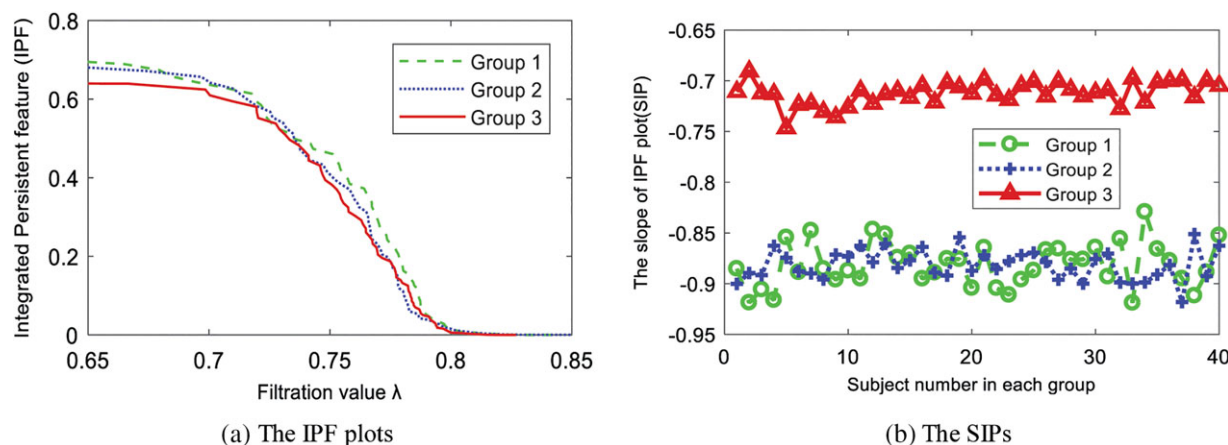 Integrated Persistent feature (IPF)
0.8
0.6
0.4
0.2
0
Group 1
Group 2
Group 3
0.65 0.7 0.75 0.8 0.85
Filtration value λ
(a) The IPF plots
The slope of IPF plot(SIP)
-0.65
-0.7
-0.75
-0.8
-0.85
-0.9
-0.95
Group 1
Group 2
Group 3
0 10 20 30 40
Subject number in each group
(b) The SIPs